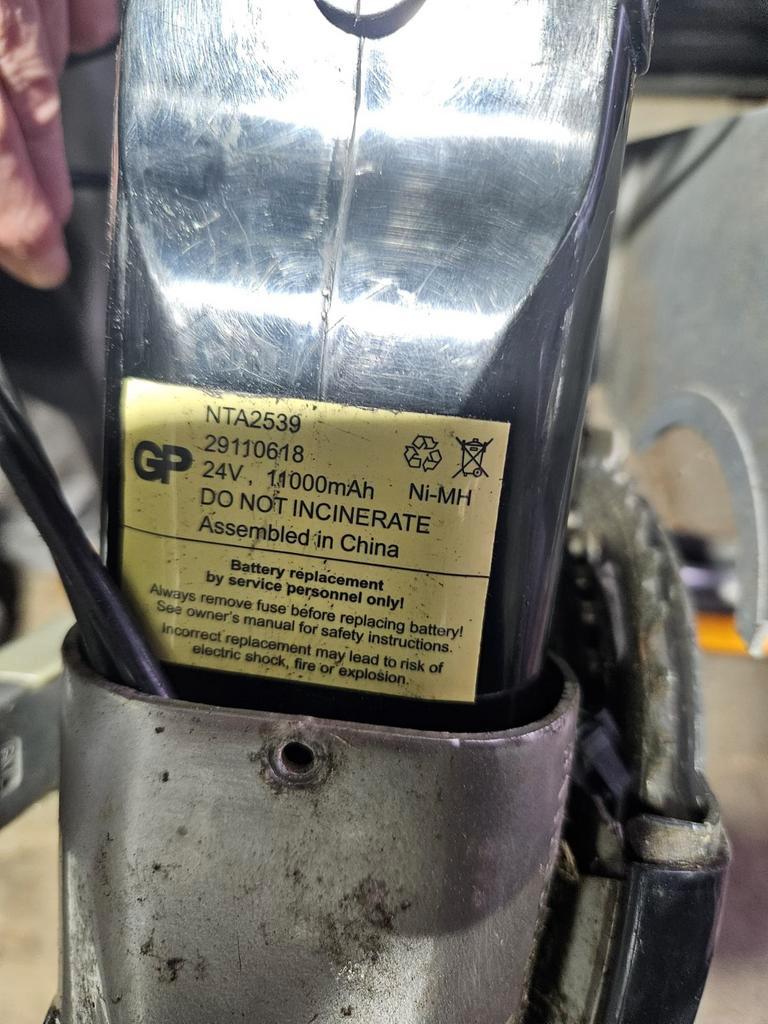 NTA2539
29110618
GP
24V, 11000mAh Ni-MH
DO NOT INCINERATE
Assembled in China
Battery replacement
by service personnel only!
Always remove fuse before replacing battery!
See owner's manual for safety instructions.
Incorrect replacement may lead to risk of
electric shock, fire or explosion.